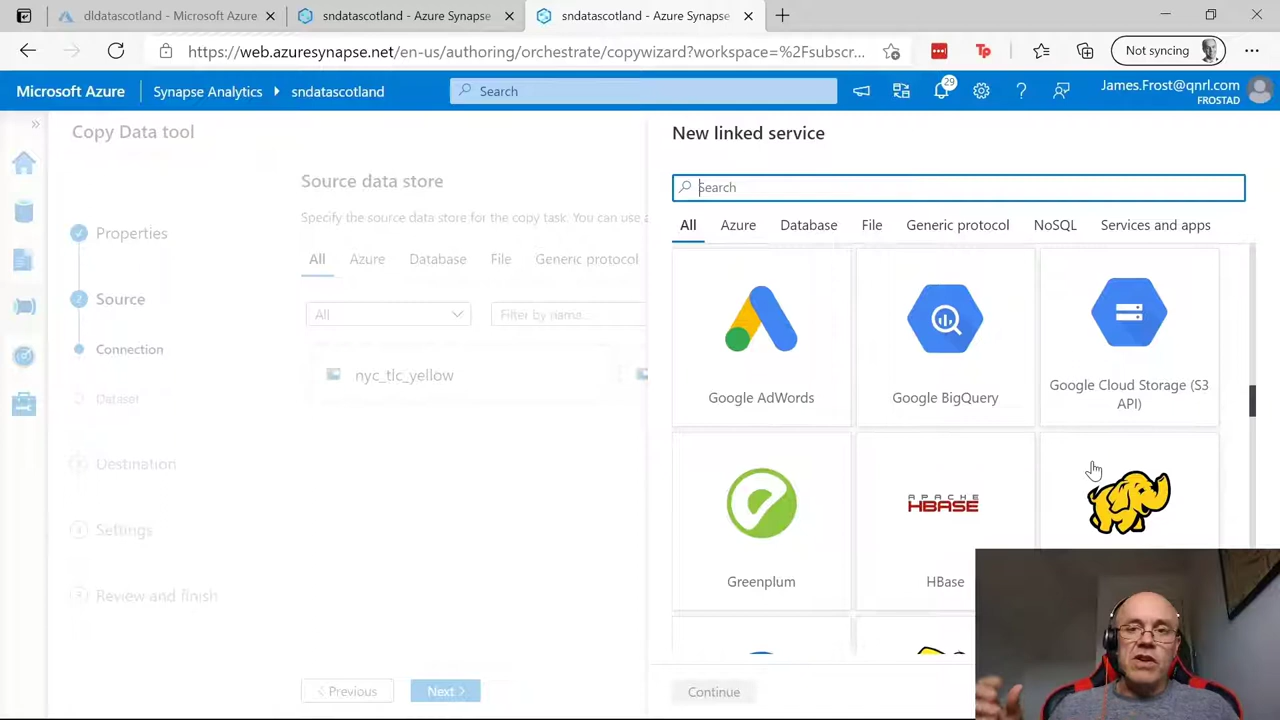 dldatascotland - Microsoft Azure
sndatascotland - Azure Synapse
sndatascotland - Azure Synapse
https://web.azuresynapse.net/en-us/authoring/orchestrate/copywizard?workspace=%2Fsubscr...
Not syncing
Microsoft Azure
Synapse Analytics
sndatascotland
Search
29
James.Frost@qnrl.com
FROSTAD
Copy Data tool
Properties
2
Source
Connection
Dataset
Destination
4
Settings
Review and finish
Source data store
Specify the source data store for the copy task. You can use a
All
Azure
Database
File
Generic protocol
All
Filter by name...
nyc_tlc_yellow
Previous
Next
New linked service
Search
All
Azure
Database
File
Generic protocol
NoSQL
Services and apps
Google AdWords
Google BigQuery
Google Cloud Storage (S3
API)
Greenplum
APACHE
HBASE
HBase
Continue